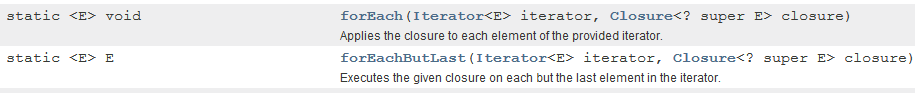 static <E> void forEach(Iterator<E> iterator, Closure<? super E> closure)
Applies the closure to each element of the provided iterator.
static <E> E forEachButLast(Iterator<E> iterator, Closure<? super E> closure)
Executes the given closure on each but the last element in the iterator.